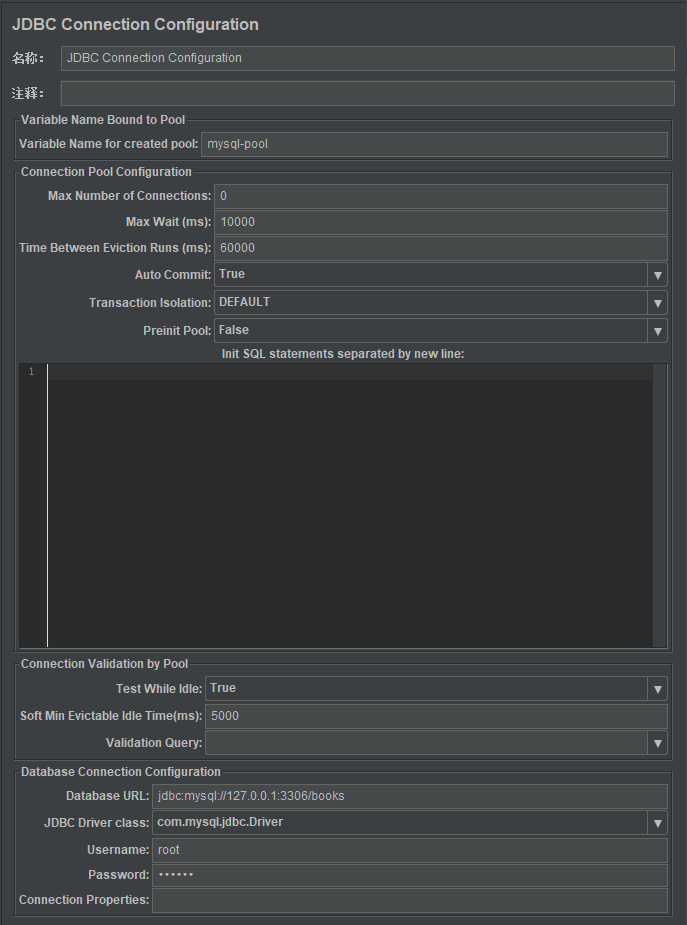 JDBC Connection Configuration
名称： JDBC Connection Configuration
注释：
Variable Name Bound to Pool
Variable Name for created pool: mysql-pool
Connection Pool Configuration
Max Number of Connections: 0
Max Wait (ms): 10000
Time Between Eviction Runs (ms): 60000
Auto Commit: True
Transaction Isolation: DEFAULT
Preinit Pool: False
Init SQL statements separated by new line:
1
Connection Validation by Pool
Test While Idle: True
Soft Min Evictable Idle Time(ms): 5000
Validation Query:
Database Connection Configuration
Database URL: jdbc:mysql://127.0.0.1:3306/books
JDBC Driver class: com.mysql.jdbc.Driver
Username: root
Password: ••••••
Connection Properties: